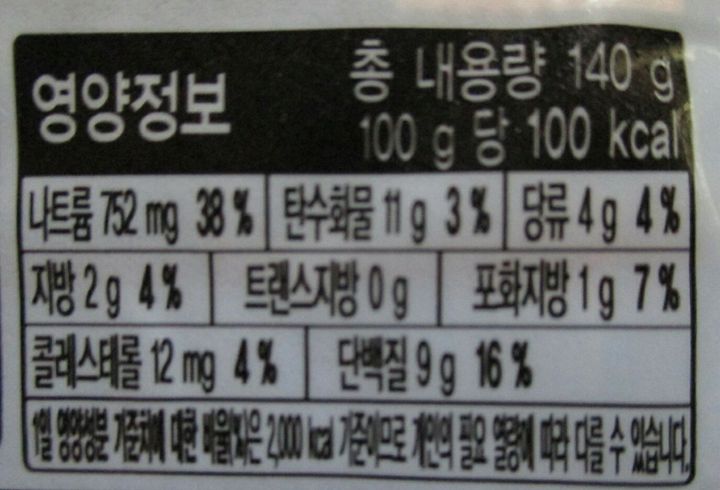 영양정보
총 내용량 140 g
100 g 당 100 kcal
나트륨 752 mg 38 % 탄수화물 11 g 3 % 당류 4 g 4 %
지방 2 g 4 % 트랜스지방 0 g 포화지방 1 g 7 %
콜레스테롤 12 mg 4 % 단백질 9 g 16 %
1일 영양성분 기준치에 대한 비율(%)은 2,000 kcal 기준이므로 개인의 필요 열량에 따라 다를 수 있습니다.